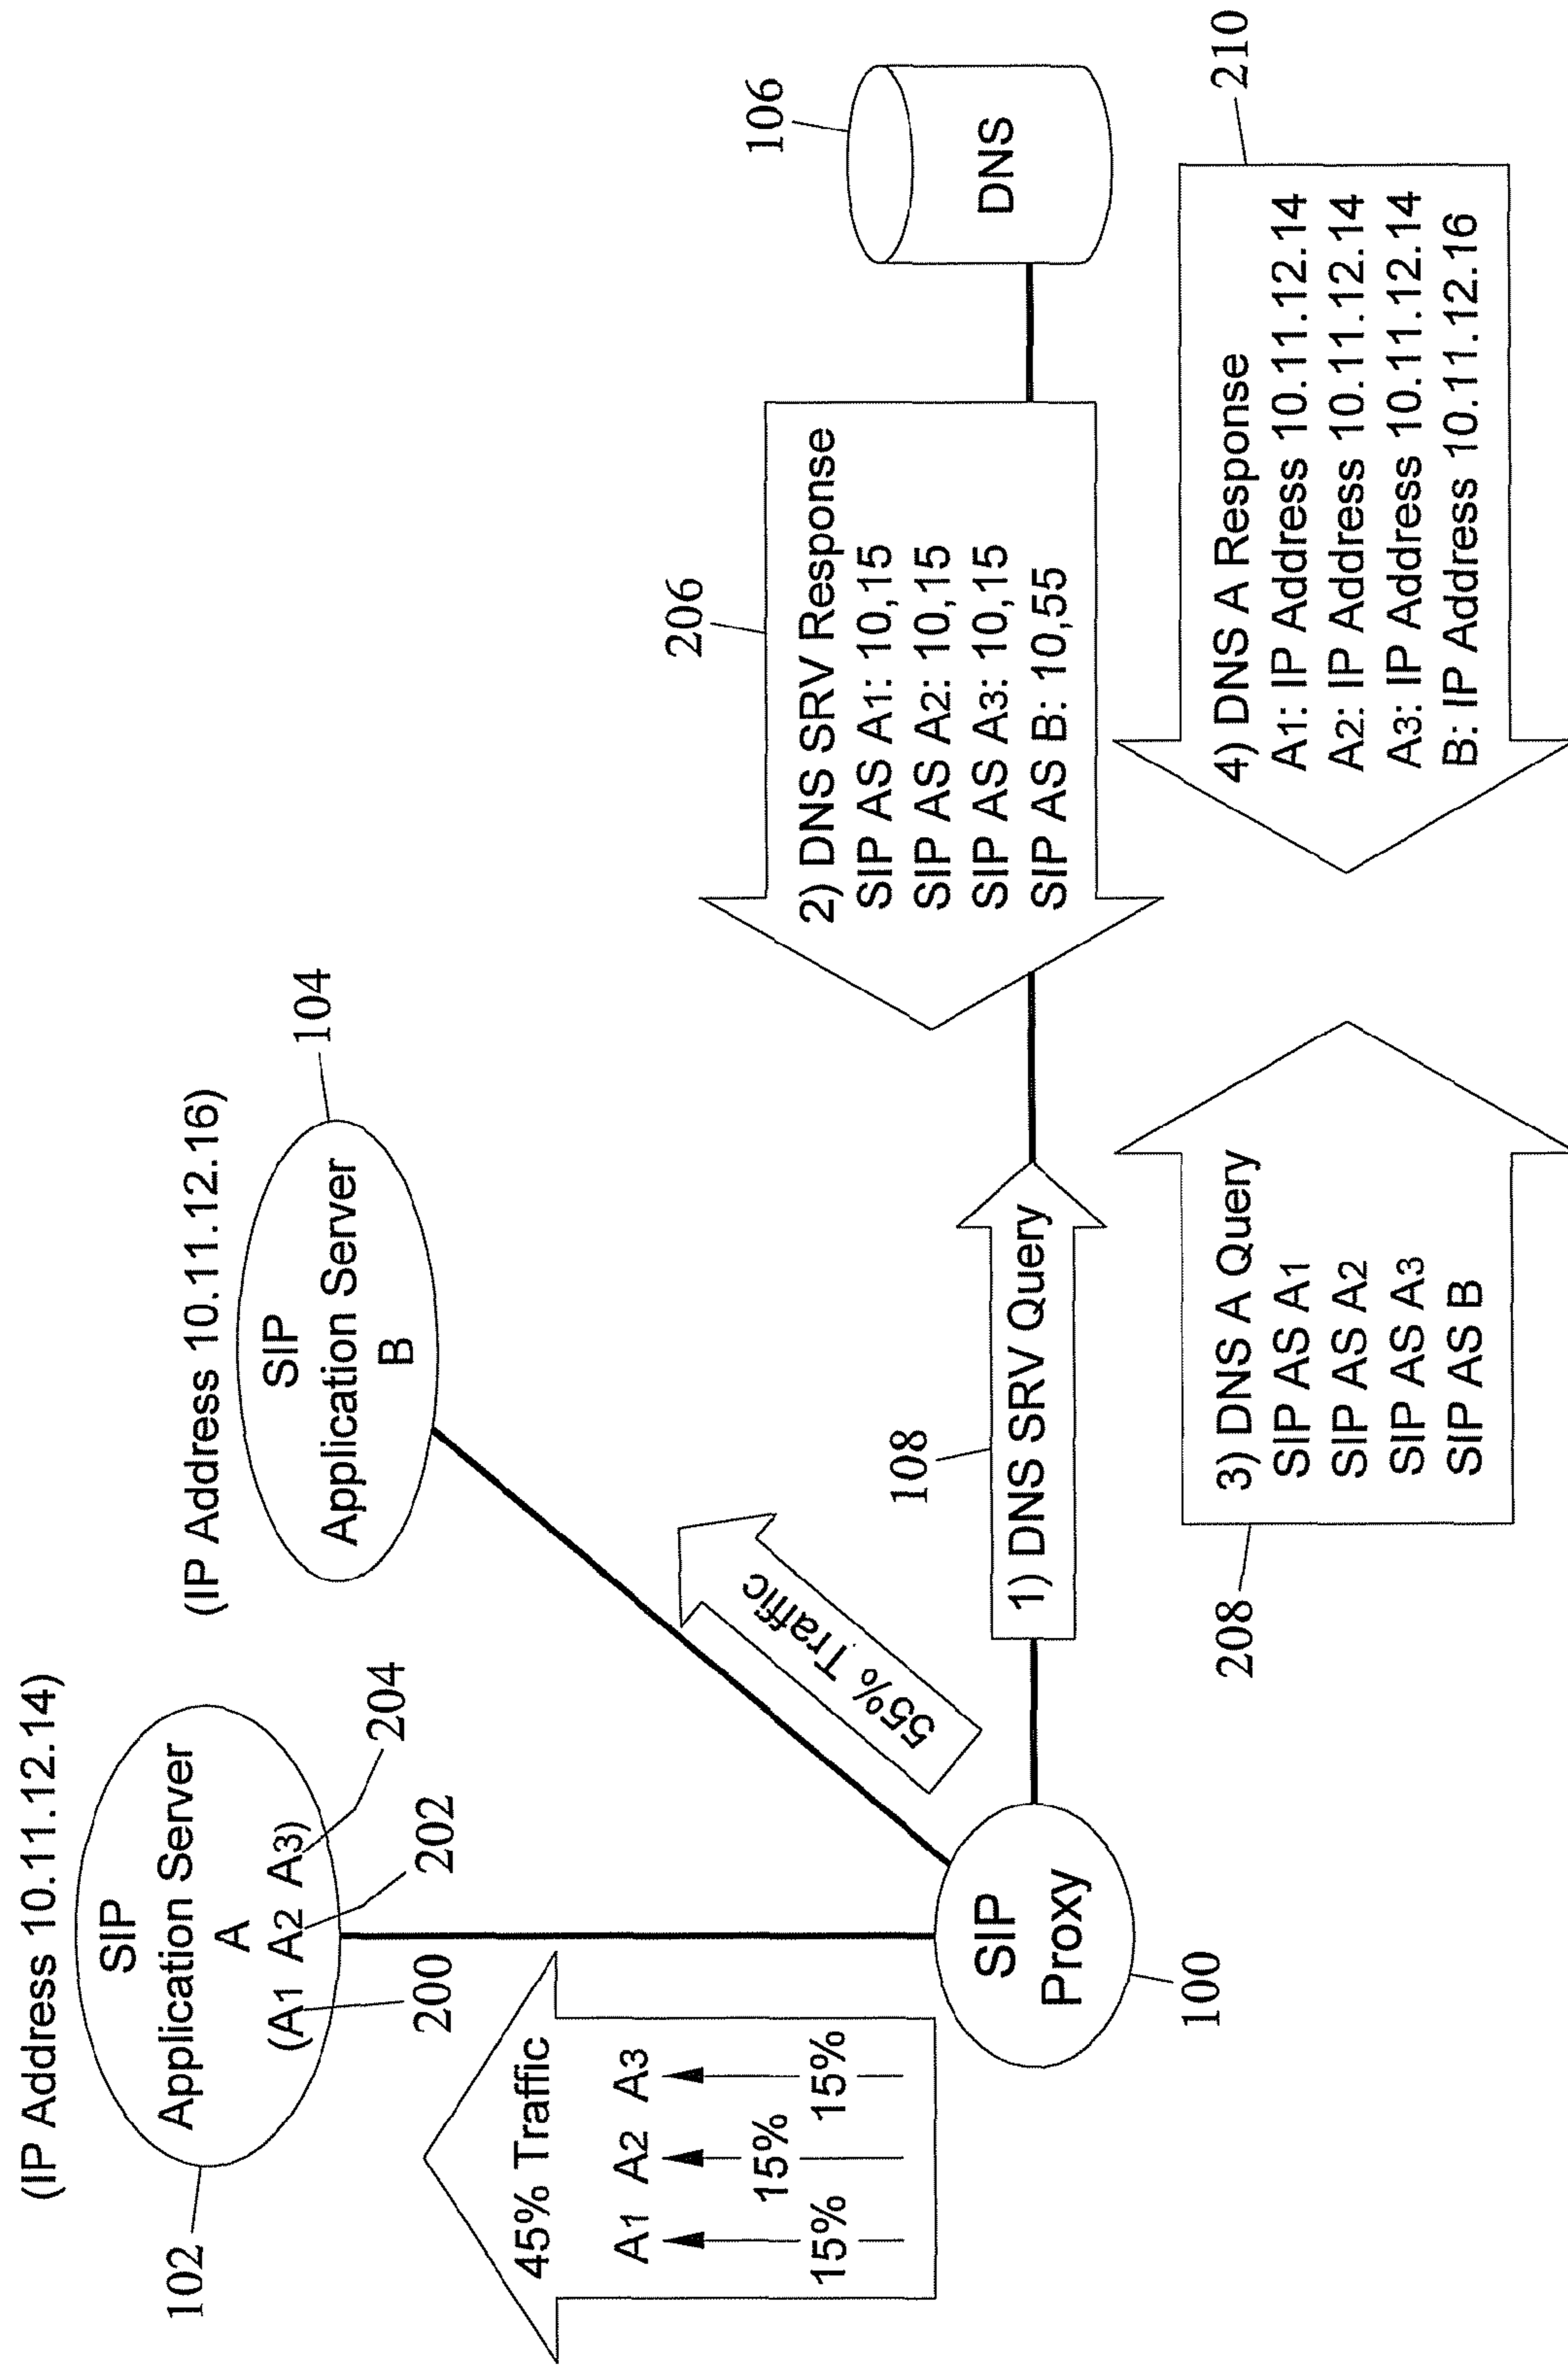 (IP Address 10.11.12.14)
102
SIP
Application Server
A
(A1 A2 A3)
200
202
204
(IP Address 10.11.12.16)
104
SIP
Application Server
B
45% Traffic
A1 A2 A3
15% 15% 15%
55% Traffic
SIP
Proxy
100
108
1) DNS SRV Query
206
2) DNS SRV Response
SIP AS A1: 10,15
SIP AS A2: 10,15
SIP AS A3: 10,15
SIP AS B: 10,55
106
DNS
208
3) DNS A Query
SIP AS A1
SIP AS A2
SIP AS A3
SIP AS B
210
4) DNS A Response
A1: IP Address 10.11.12.14
A2: IP Address 10.11.12.14
A3: IP Address 10.11.12.14
B: IP Address 10.11.12.16